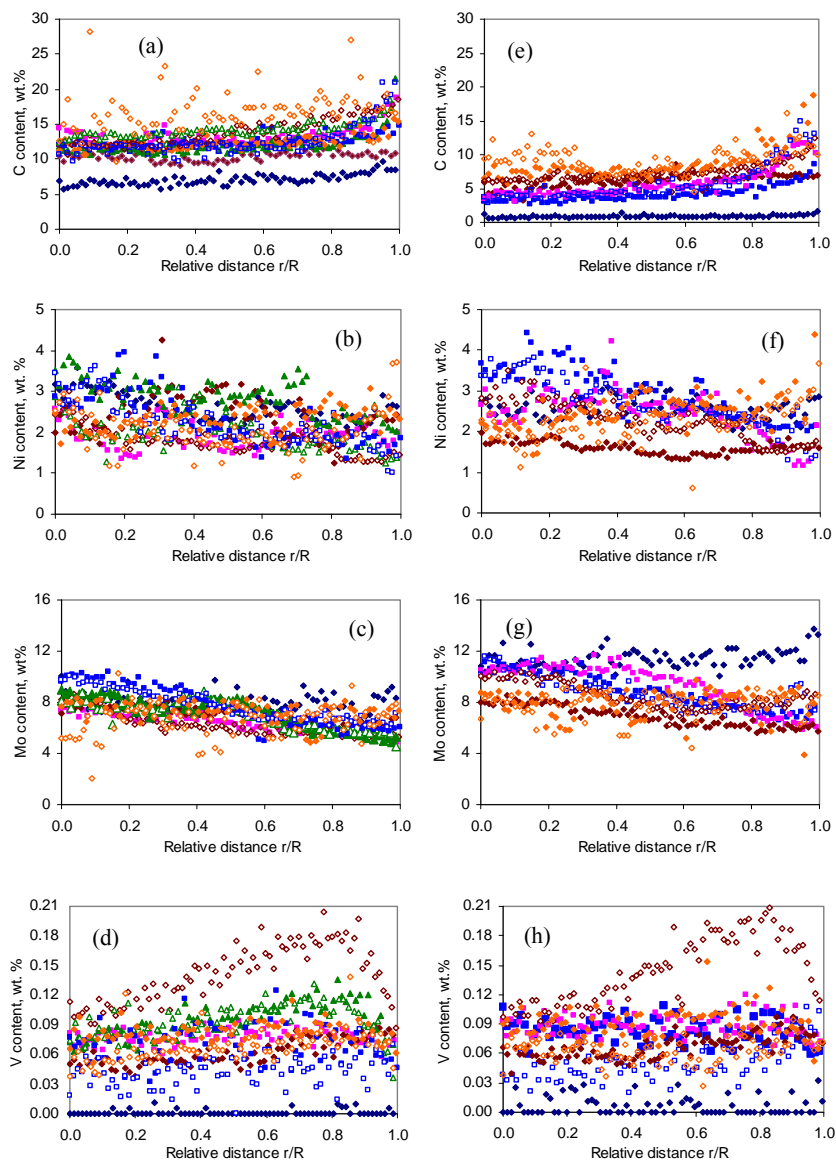 (a)
C content, wt.%
30
25
20
15
10
5
0
0.0 0.2 0.4 0.6 0.8 1.0
Relative distance r/R
(e)
C content, wt.%
30
25
20
15
10
5
0
0.0 0.2 0.4 0.6 0.8 1.0
Relative distance r/R
(b)
Ni content, wt. %
5
4
3
2
1
0
0.0 0.2 0.4 0.6 0.8 1.0
Relative distance r/R
(f)
Ni content, wt.%
5
4
3
2
1
0
0.0 0.2 0.4 0.6 0.8 1.0
Relative distance r/R
(c)
Mo content, wt%
16
12
8
4
0
0.0 0.2 0.4 0.6 0.8 1.0
Relative distance r/R
(g)
Mo content, wt.%
16
12
8
4
0
0.0 0.2 0.4 0.6 0.8 1.0
Relative distance r/R
(d)
V content, wt. %
0.21
0.18
0.15
0.12
0.09
0.06
0.03
0.00
0.0 0.2 0.4 0.6 0.8 1.0
Relative distance r/R
(h)
V content, wt. %
0.21
0.18
0.15
0.12
0.09
0.06
0.03
0.00
0.0 0.2 0.4 0.6 0.8 1.0
Relative distance r/R